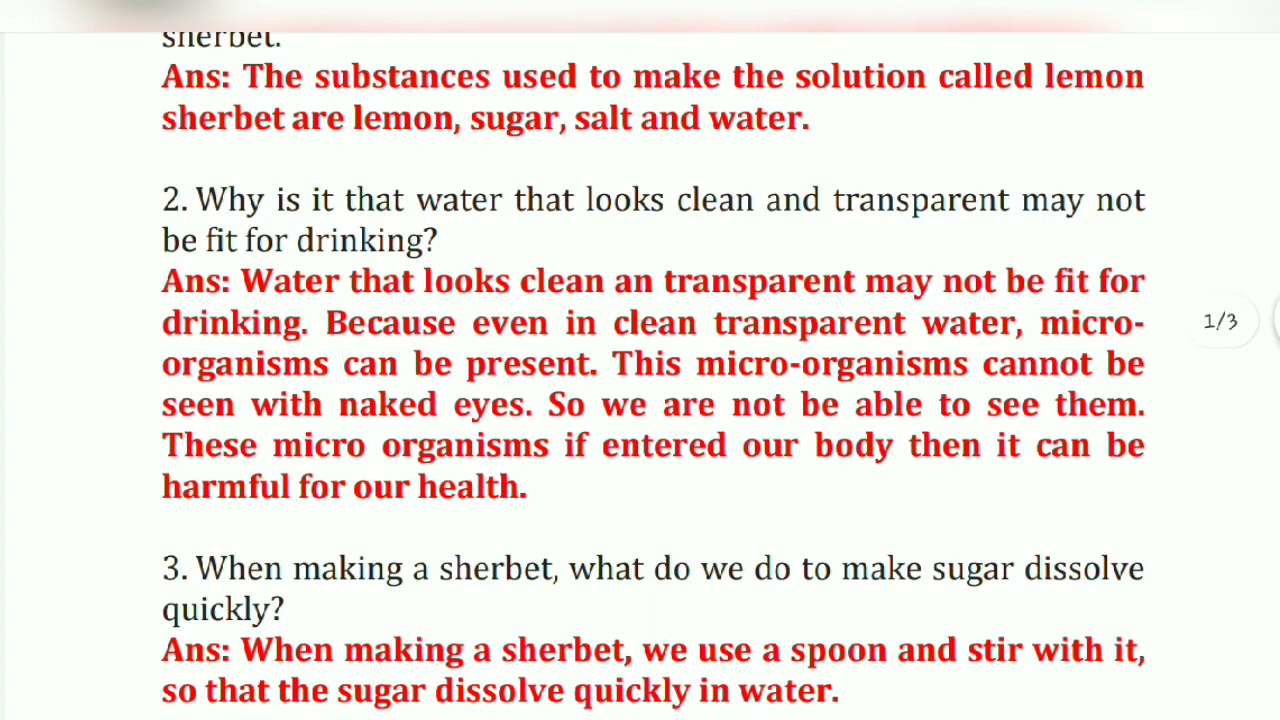 sherbet.
Ans: The substances used to make the solution called lemon
sherbet are lemon, sugar, salt and water.
2. Why is it that water that looks clean and transparent may not
be fit for drinking?
Ans: Water that looks clean an transparent may not be fit for
drinking. Because even in clean transparent water, micro-
organisms can be present. This micro-organisms cannot be
seen with naked eyes. So we are not be able to see them.
These micro organisms if entered our body then it can be
harmful for our health.
1/3
3. When making a sherbet, what do we do to make sugar dissolve
quickly?
Ans: When making a sherbet, we use a spoon and stir with it,
so that the sugar dissolve quickly in water.